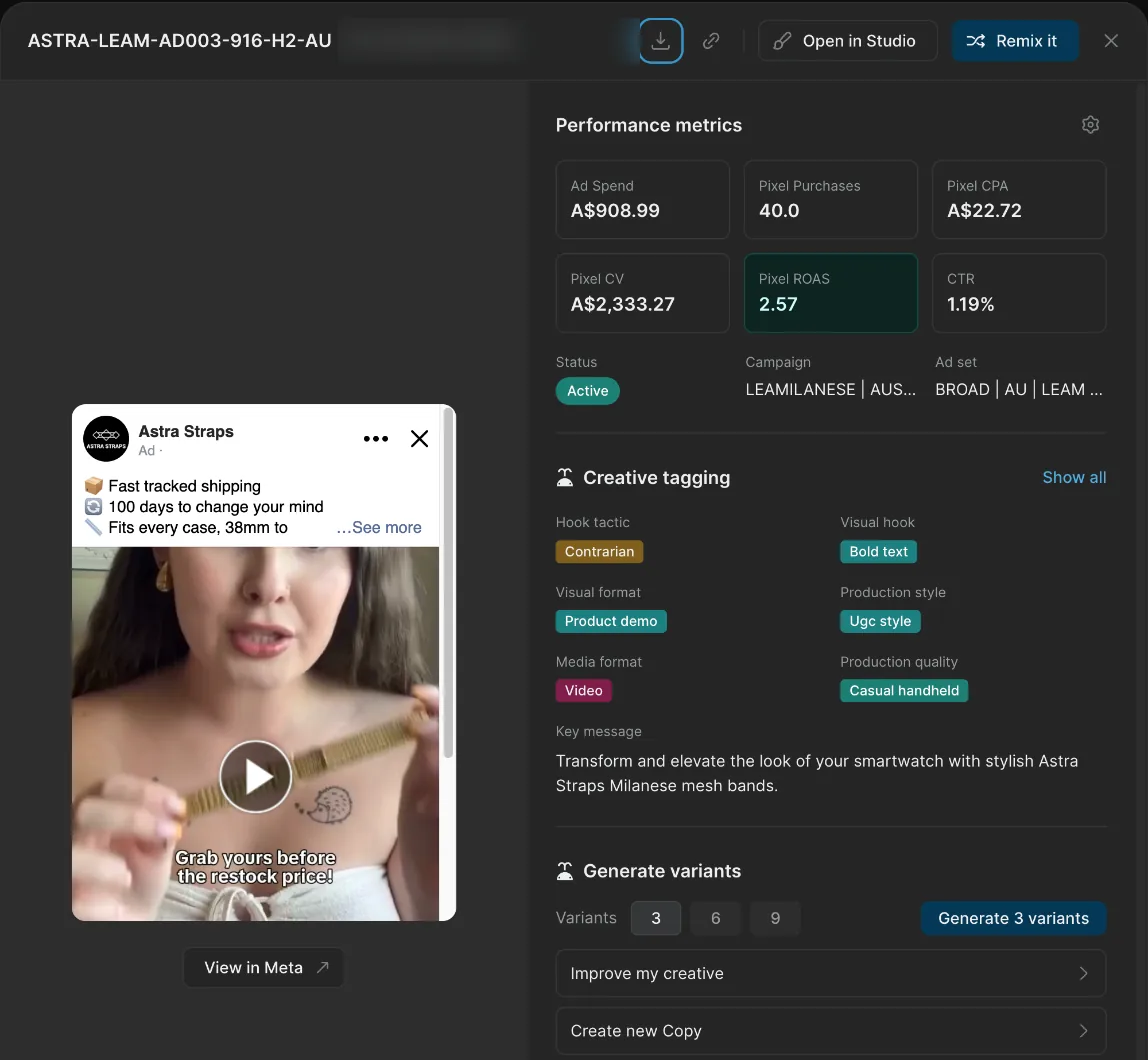 ASTRA-LEAM-AD003-916-H2-AU
Open in Studio
Remix it
Performance metrics
Ad Spend
A$908.99
Pixel Purchases
40.0
Pixel CPA
A$22.72
Pixel CV
A$2,333.27
Pixel ROAS
2.57
CTR
1.19%
Status
Active
Campaign
LEAMILANESE | AUS...
Ad set
BROAD | AU | LEAM ...
Creative tagging
Show all
Hook tactic
Contrarian
Visual hook
Bold text
Visual format
Product demo
Production style
Ugc style
Media format
Video
Production quality
Casual handheld
Key message
Transform and elevate the look of your smartwatch with stylish Astra
Straps Milanese mesh bands.
Generate variants
Variants
3
6
9
Generate 3 variants
Improve my creative
Create new Copy
ASTRA STRAPS
Astra Straps
Ad ·
📦 Fast tracked shipping
🔄 100 days to change your mind
📏 Fits every case, 38mm to ...See more
Grab yours before
the restock price!
View in Meta